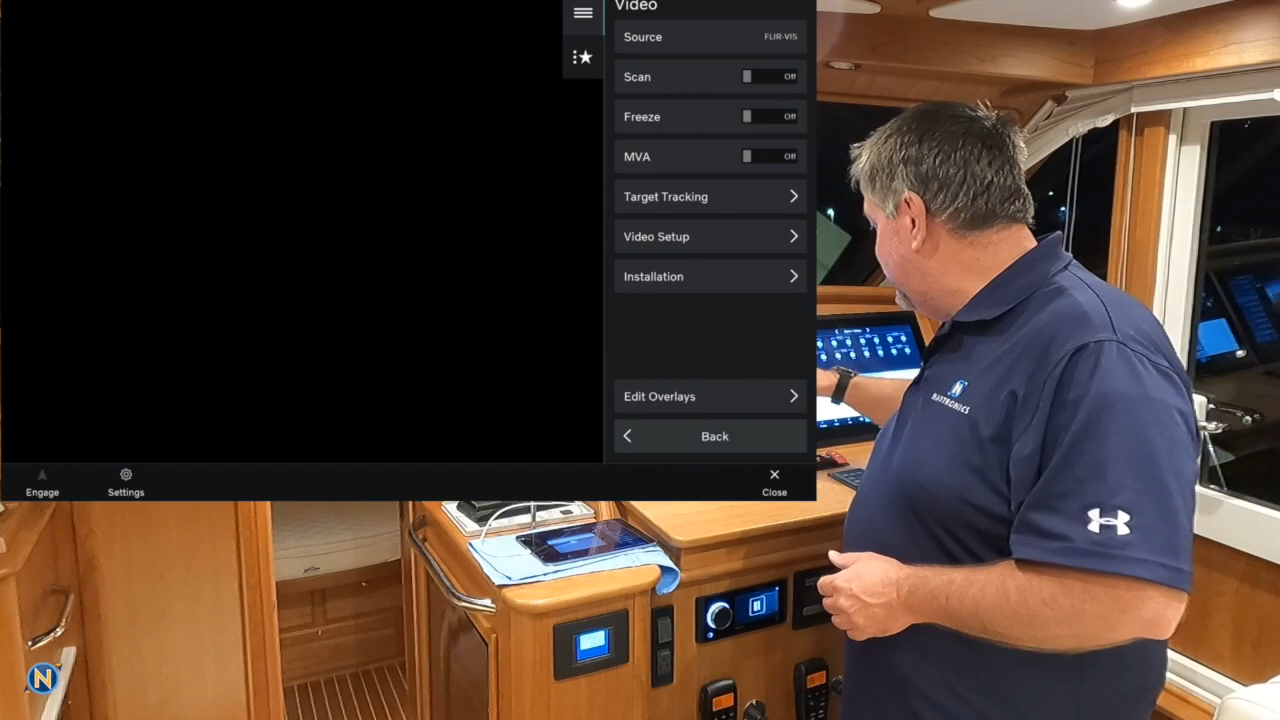 Video
Source FLIR-VIS
Scan Off
Freeze Off
MVA Off
Target Tracking
Video Setup
Installation
Edit Overlays
Back
Engage Settings Close
N
NAVTRONICS
N